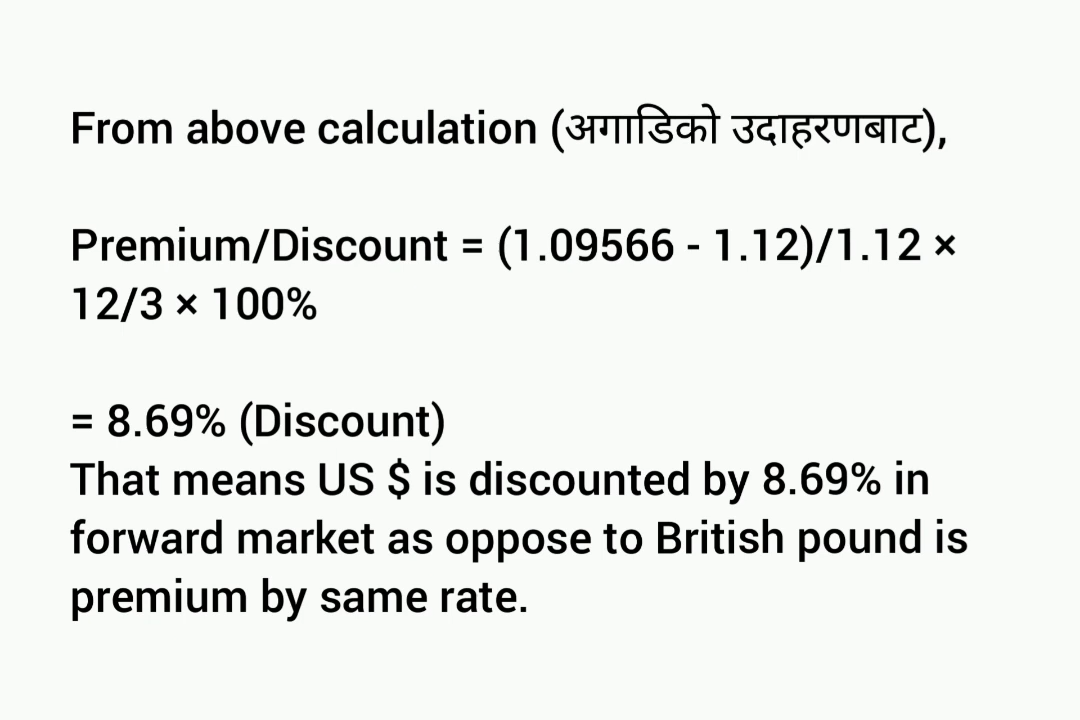 From above calculation (अगाडिको उदाहरणबाट),
Premium/Discount = (1.09566 - 1.12)/1.12 ×
12/3 × 100%
= 8.69% (Discount)
That means US $ is discounted by 8.69% in
forward market as oppose to British pound is
premium by same rate.